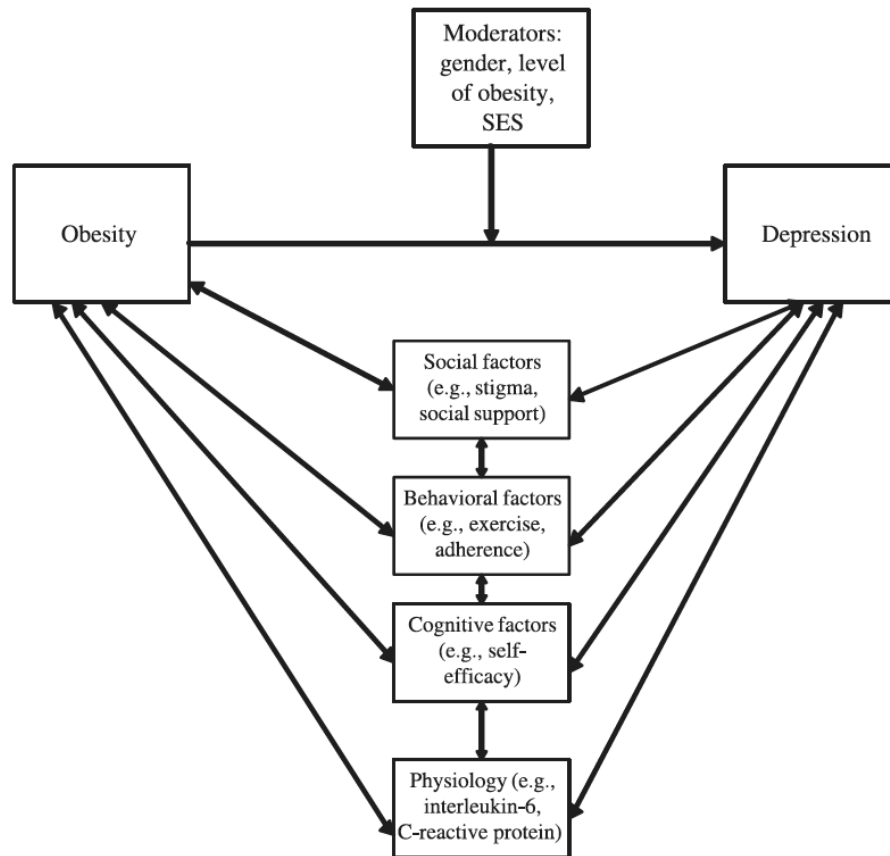 Moderators:
gender, level
of obesity,
SES
Obesity
Depression
Social factors
(e.g., stigma,
social support)
Behavioral factors
(e.g., exercise,
adherence)
Cognitive factors
(e.g., self-
efficacy)
Physiology (e.g.,
interleukin-6,
C-reactive protein)